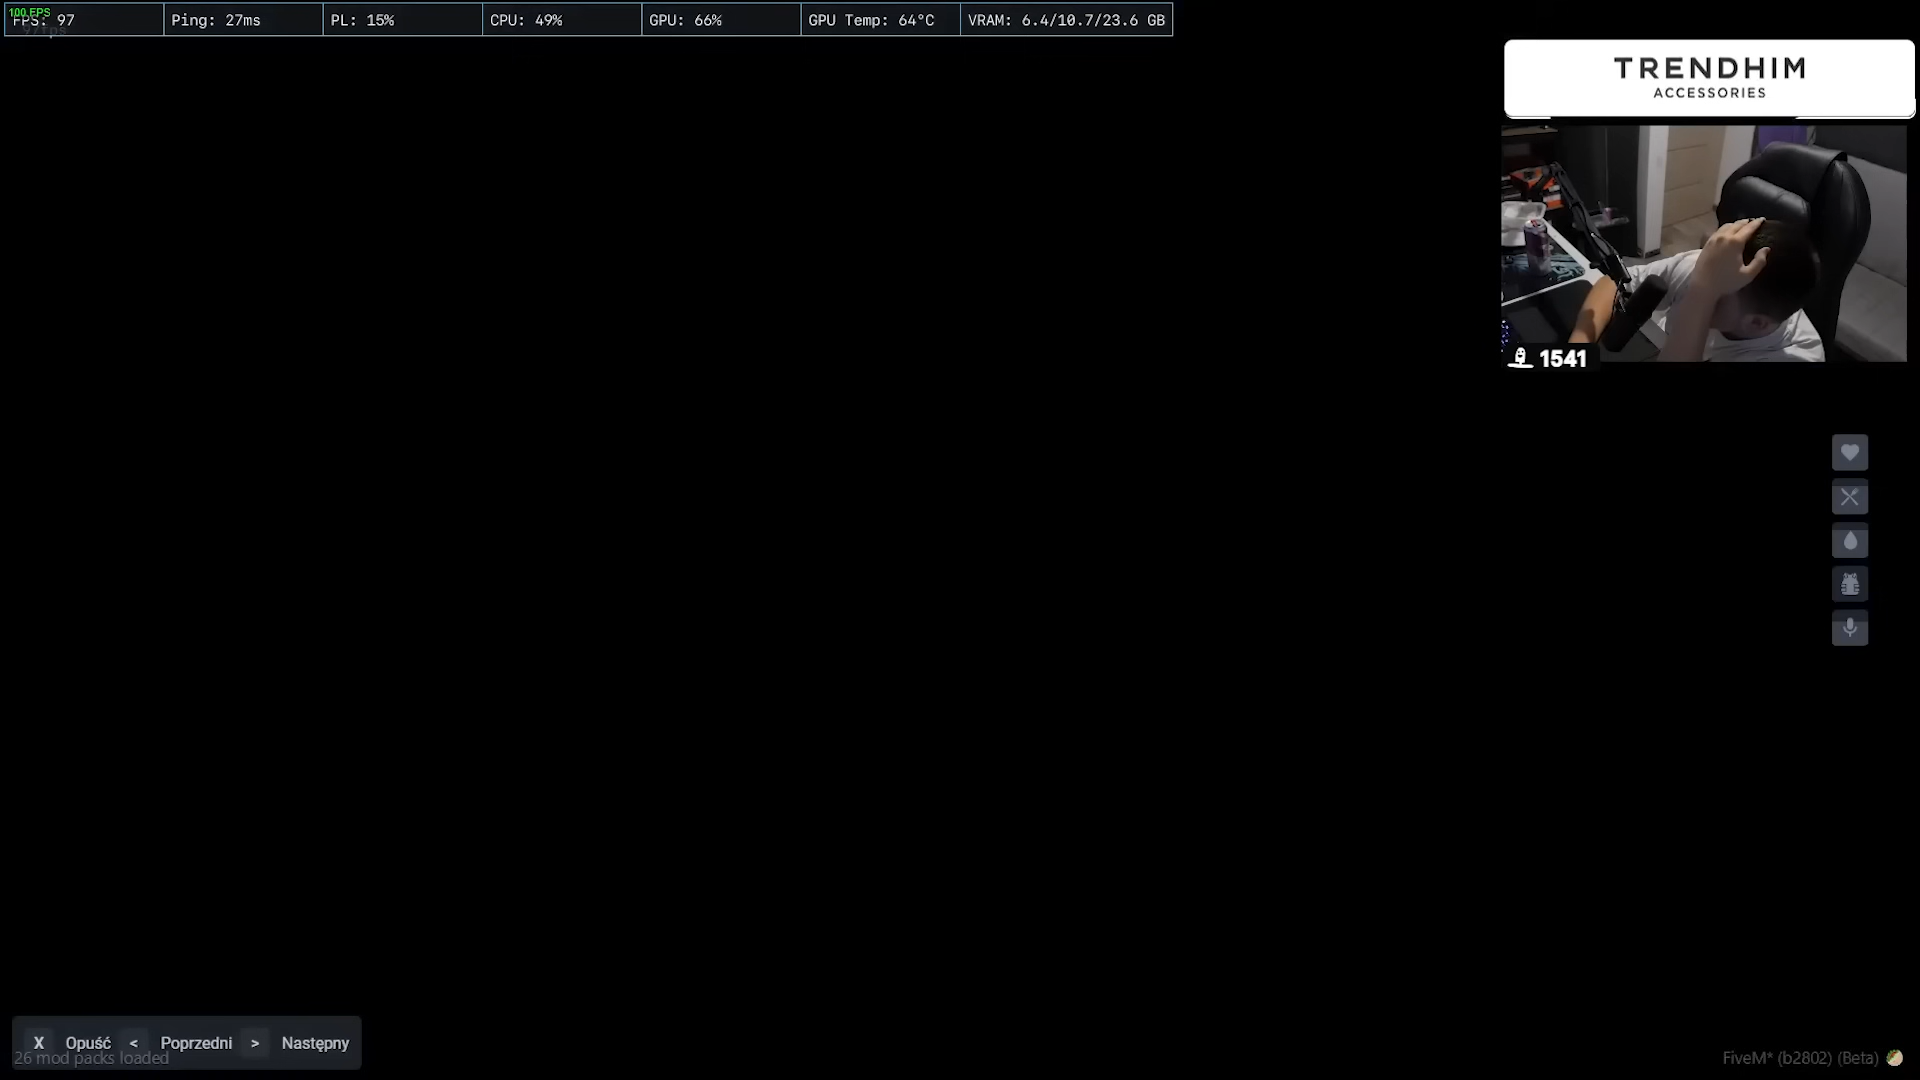 100 FPS
FPS: 97
97fps
Ping: 27ms
PL: 15%
CPU: 49%
GPU: 66%
GPU Temp: 64°C
VRAM: 6.4/10.7/23.6 GB
TRENDHIM
ACCESSORIES
1541
X Opuść < Poprzedni > Następny
26 mod packs loaded
FiveM* (b2802) (Beta)